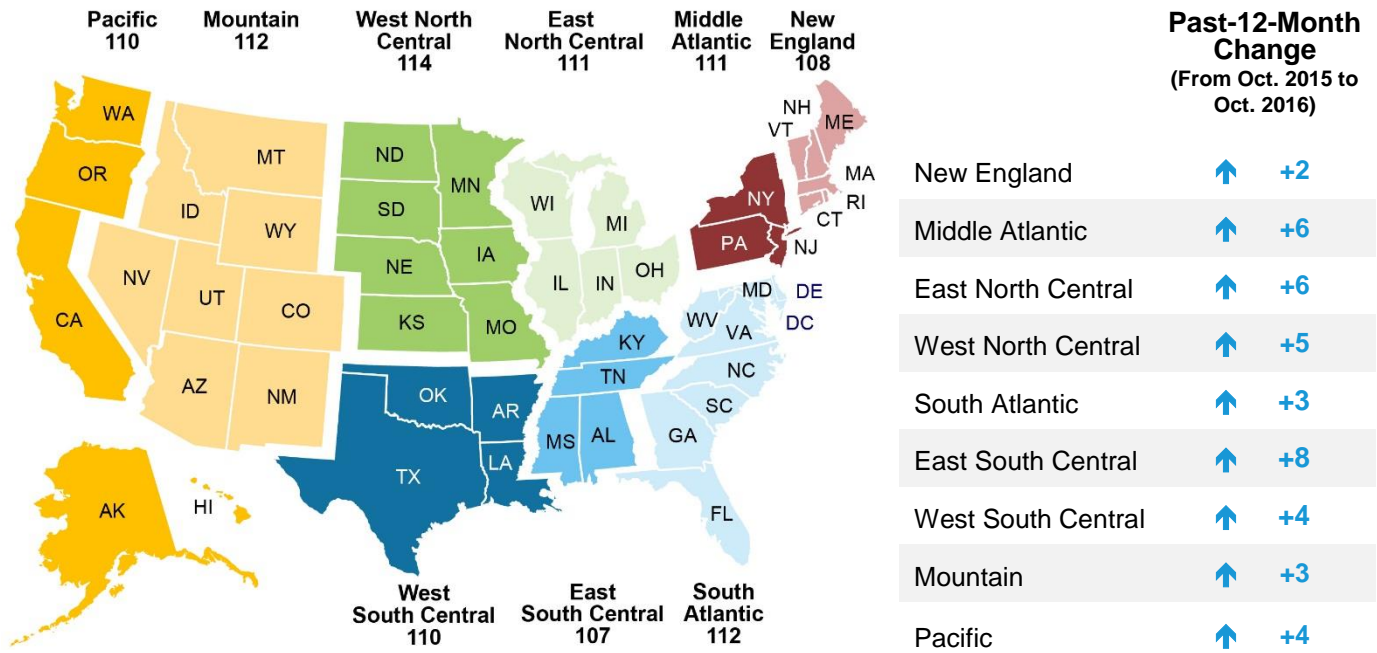 Pacific
110
Mountain
112
West North
Central
114
East
North Central
111
Middle
Atlantic
111
New
England
108
WA
OR
CA
AK
HI
MT
ID
WY
NV
UT
CO
AZ
NM
ND
SD
NE
KS
MN
IA
MO
WI
MI
IL
IN
OH
NY
PA
NJ
NH
VT
ME
MA
RI
CT
MD
DE
DC
WV
VA
NC
SC
GA
FL
KY
TN
MS
AL
OK
AR
TX
LA
West
South Central
110
East
South Central
107
South
Atlantic
112
Past-12-Month
Change
(From Oct. 2015 to
Oct. 2016)
New England +2
Middle Atlantic +6
East North Central +6
West North Central +5
South Atlantic +3
East South Central +8
West South Central +4
Mountain +3
Pacific +4